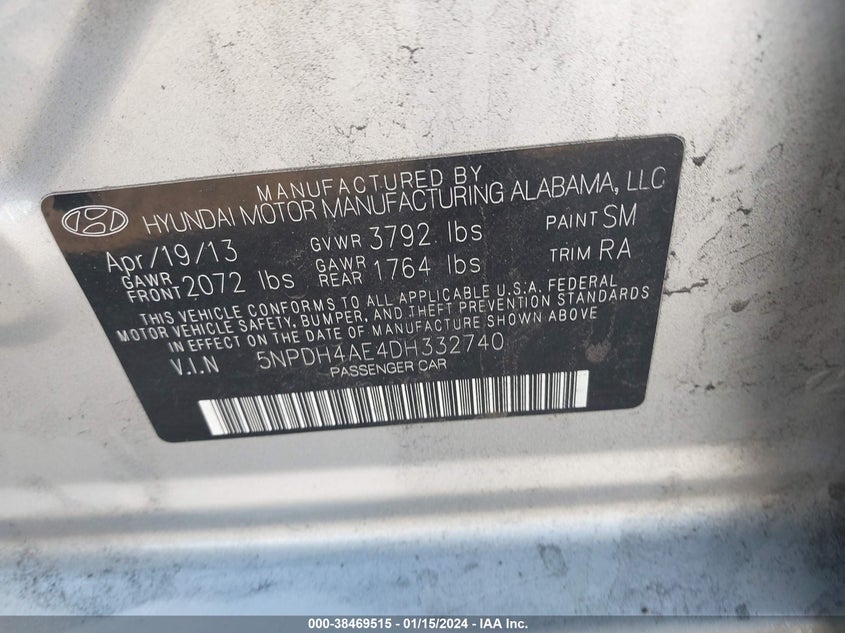 MANUFACTURED BY
HYUNDAI MOTOR MANUFACTURING ALABAMA, LLC
Apr/19/13 GVWR 3792 lbs PAINT SM
GAWR FRONT 2072 lbs GAWR REAR 1764 lbs TRIM RA
THIS VEHICLE CONFORMS TO ALL APPLICABLE U.S.A. FEDERAL
MOTOR VEHICLE SAFETY, BUMPER, AND THEFT PREVENTION STANDARDS
IN EFFECT ON THE DATE OF MANUFACTURE SHOWN ABOVE
V.I.N 5NPDH4AE4DH332740
PASSENGER CAR
000-38469515 - 01/15/2024 - IAA Inc.